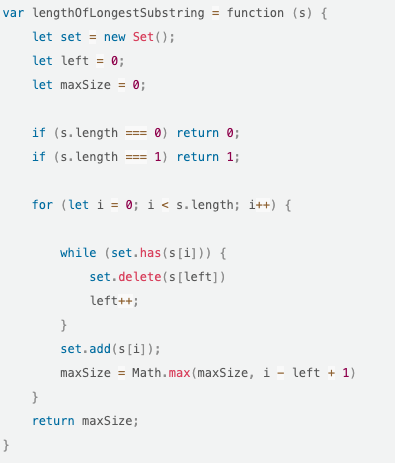 var lengthOfLongestSubstring = function (s) {
    let set = new Set();
    let left = 0;
    let maxSize = 0;

    if (s.length === 0) return 0;
    if (s.length === 1) return 1;

    for (let i = 0; i < s.length; i++) {

        while (set.has(s[i])) {
            set.delete(s[left])
            left++;
        }
        set.add(s[i]);
        maxSize = Math.max(maxSize, i - left + 1)
    }
    return maxSize;
}